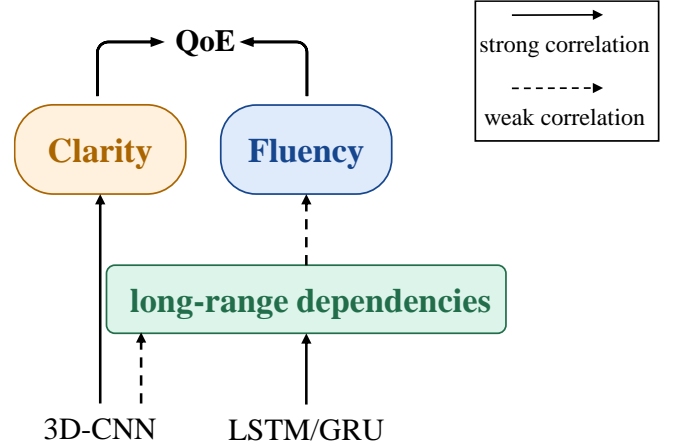 QoE
strong correlation
weak correlation
Clarity
Fluency
long-range dependencies
3D-CNN
LSTM/GRU